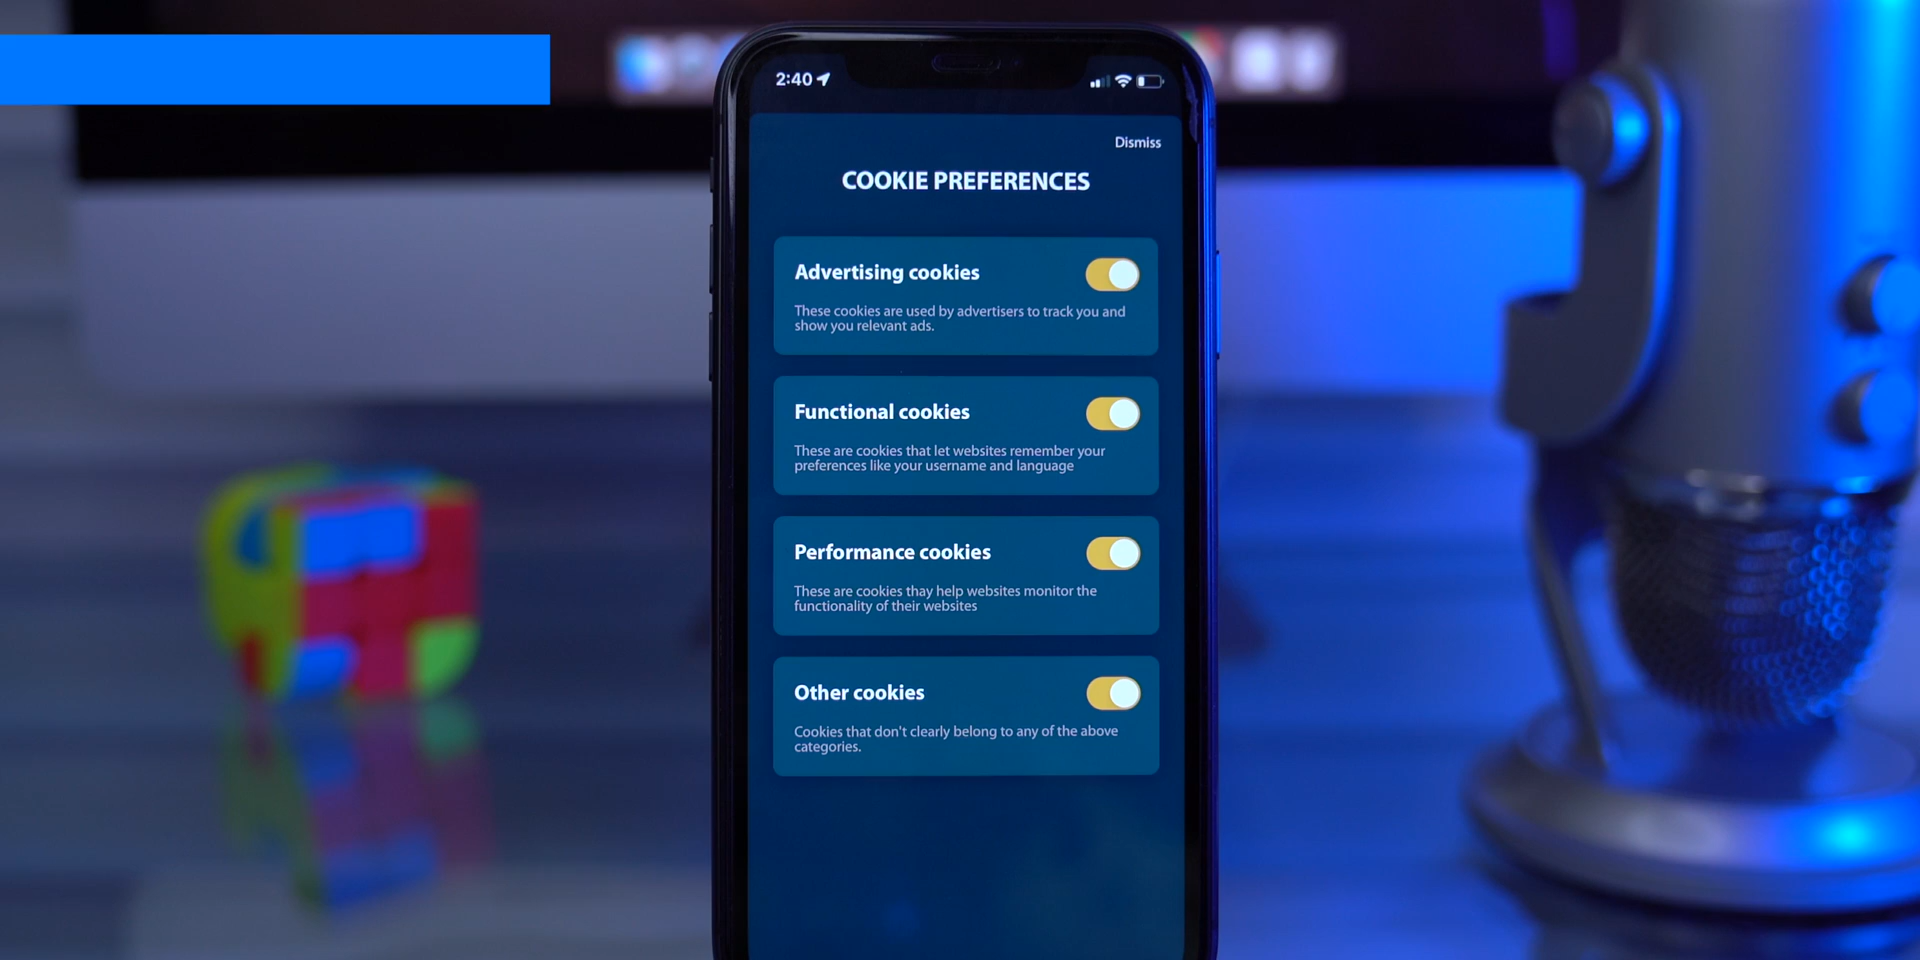 2:40
Dismiss
COOKIE PREFERENCES
Advertising cookies
These cookies are used by advertisers to track you and
show you relevant ads.
Functional cookies
These are cookies that let websites remember your
preferences like your username and language
Performance cookies
These are cookies thay help websites monitor the
functionality of their websites
Other cookies
Cookies that don't clearly belong to any of the above
categories.